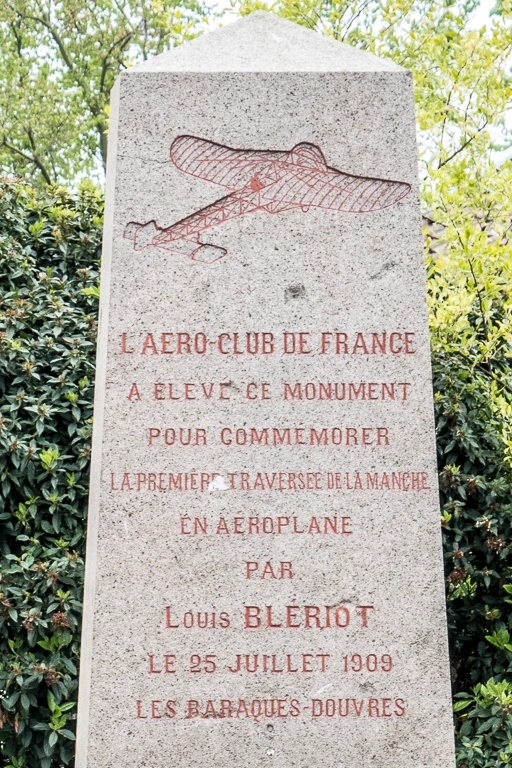 L'AERO-CLUB DE FRANCE
A ELEVE CE MONUMENT
POUR COMMEMORER
LA PREMIÈRE TRAVERSEE DE LA MANCHE
EN AEROPLANE
PAR
LOUIS BLERIOT
LE 25 JUILLET 1909
LES BARAQUES-DOUVRES